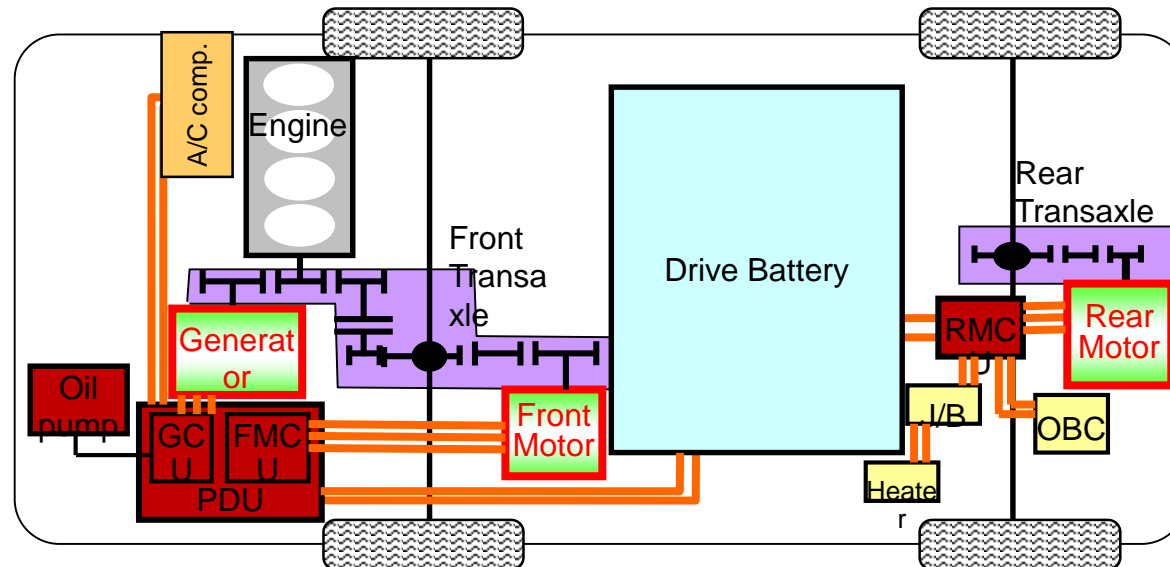 A/C comp.
Engine
Front
Transa
xle
Rear
Transaxle
Drive Battery
Generat
or
Oil
pump
GC
U
FMC
U
PDU
Front
Motor
RMC
U
Rear
Motor
J/B
OBC
Heate
r